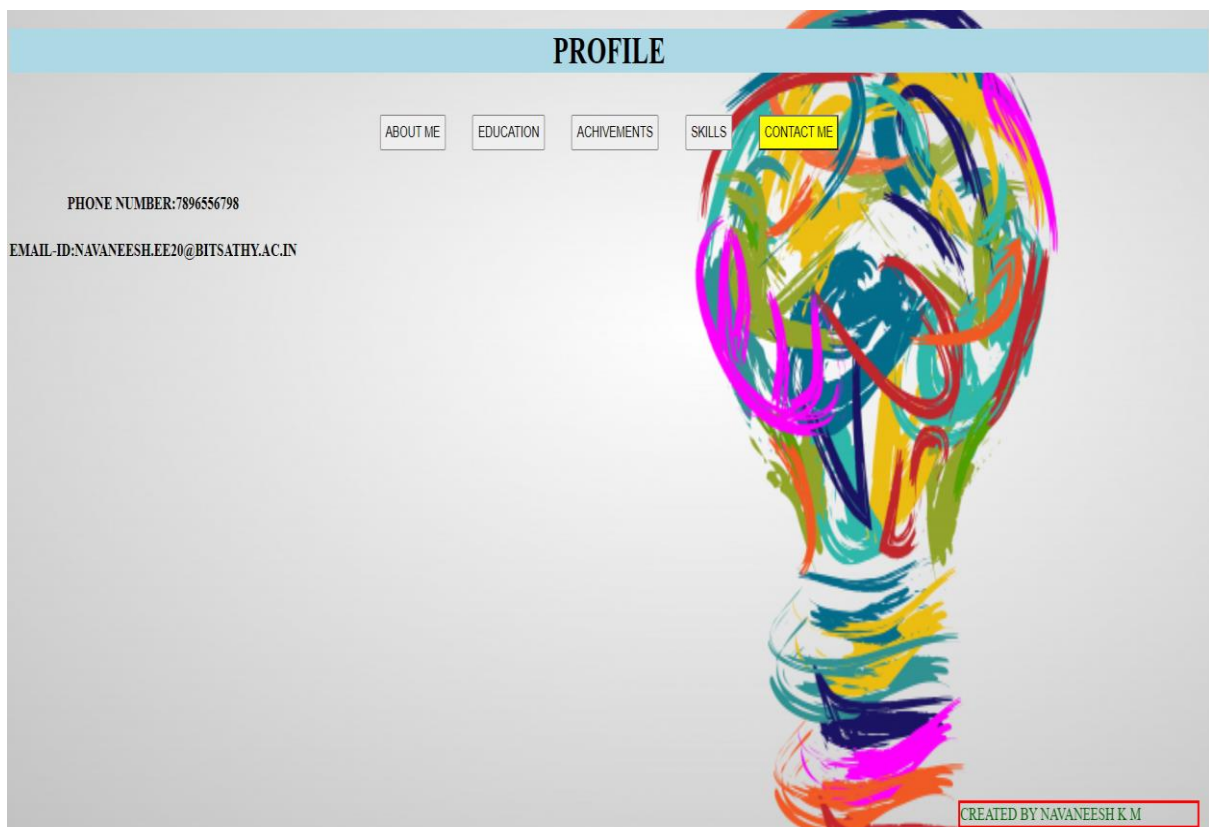 PROFILE
ABOUT ME EDUCATION ACHIVEMENTS SKILLS CONTACT ME
PHONE NUMBER:7896556798
EMAIL-ID:NAVANEESH.EE20@BITSATHY.AC.IN
CREATED BY NAVANEESH K M